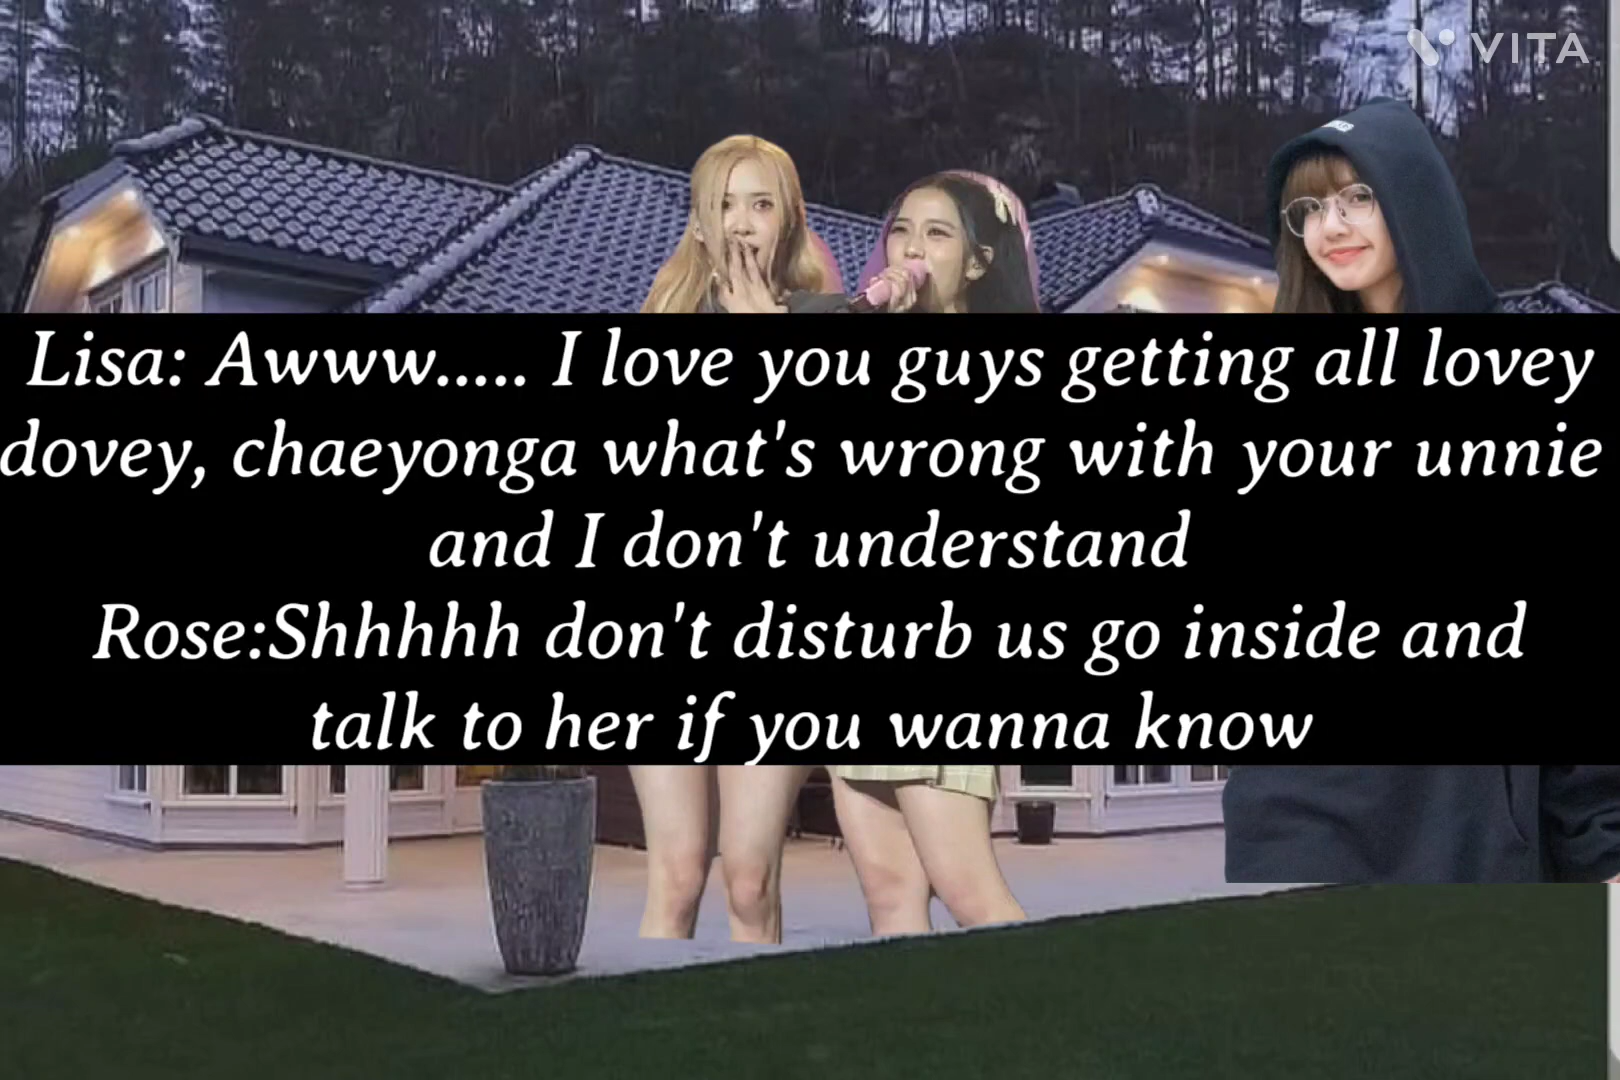 VITA
Lisa: Awww..... I love you guys getting all lovey
dovey, chaeyonga what's wrong with your unnie
and I don't understand
Rose:Shhhhh don't disturb us go inside and
talk to her if you wanna know